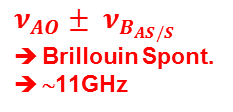 ν_AO ± ν_B_AS/S
➔ Brillouin Spont.
➔ ~11GHz